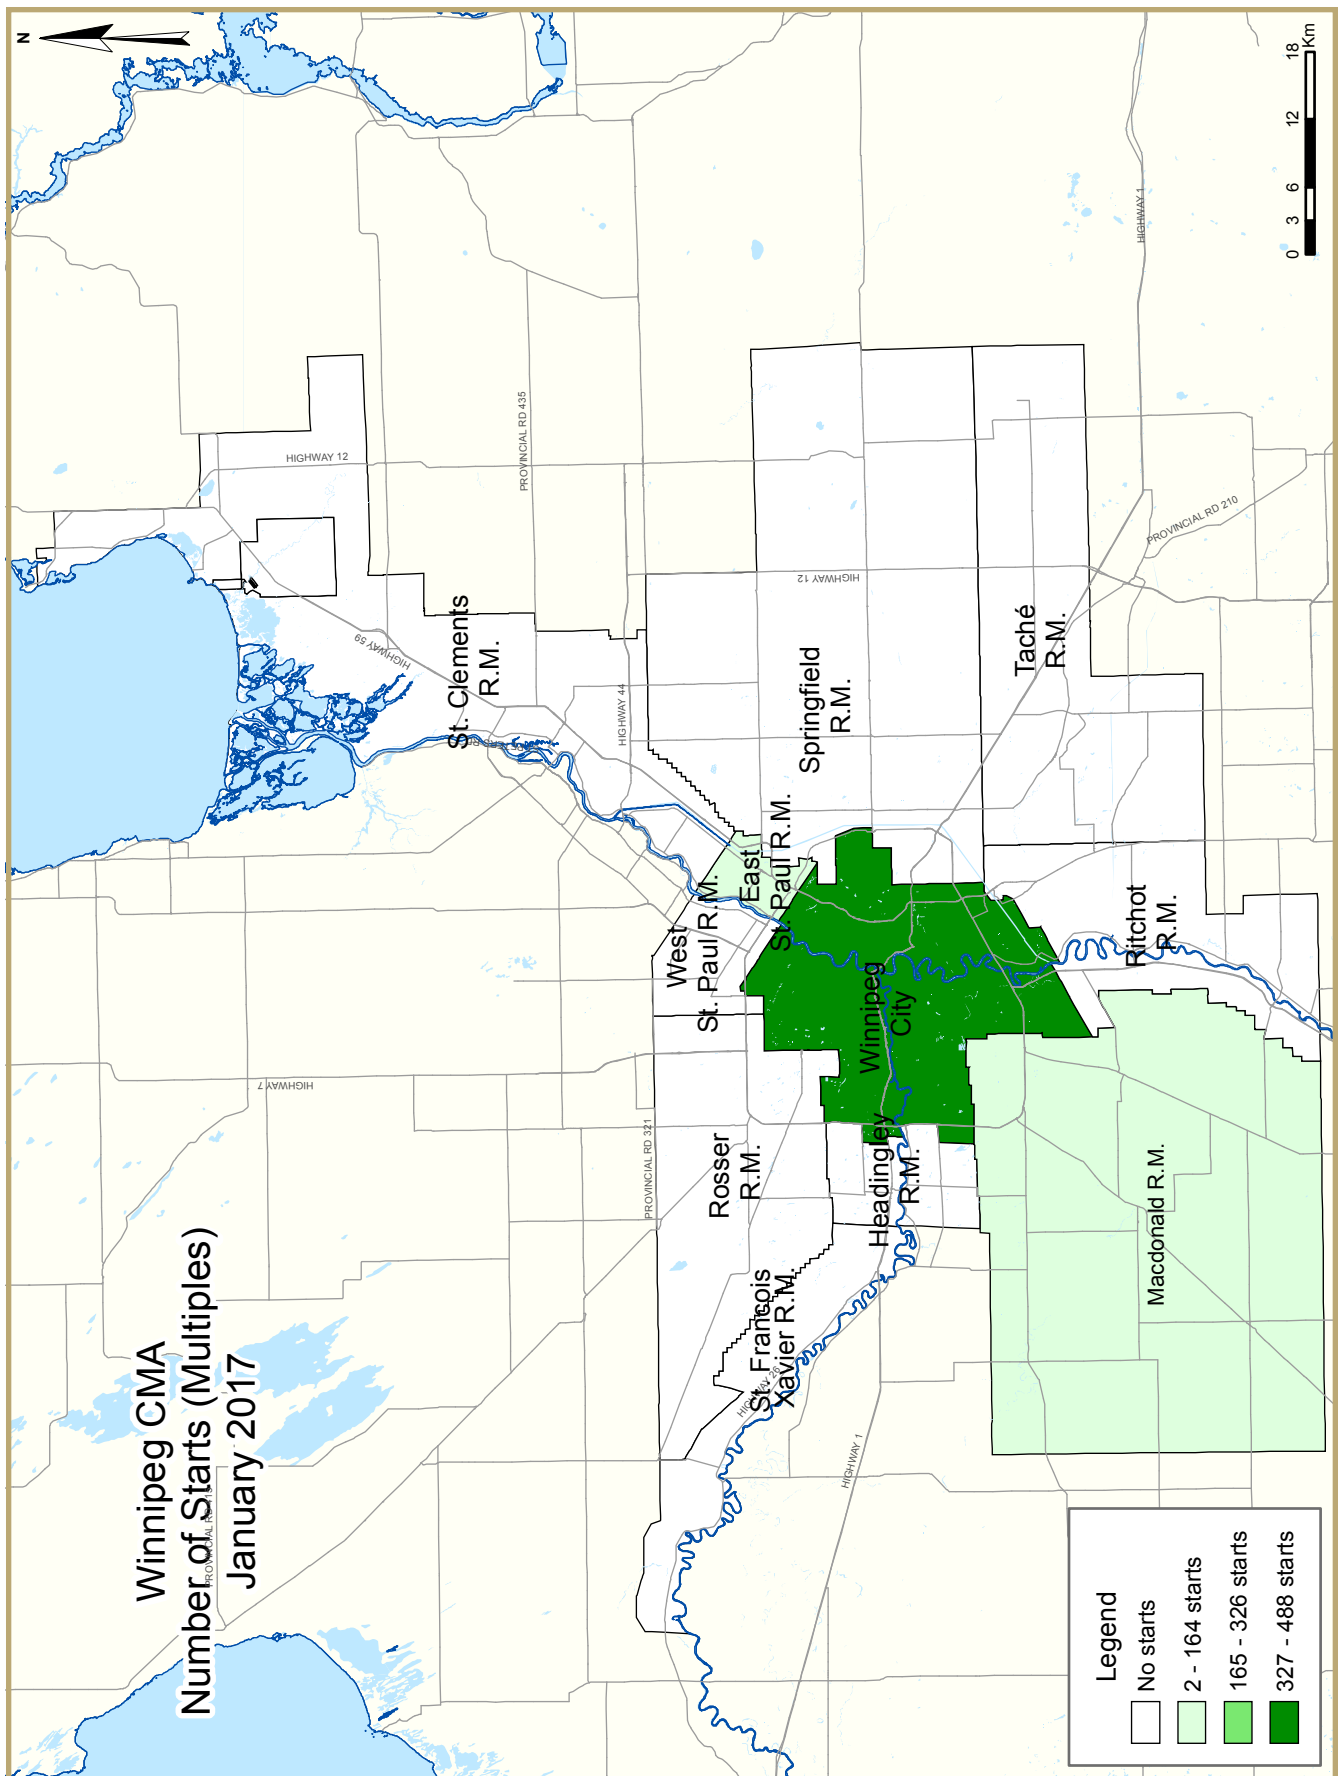 Winnipeg CMA
Number of Starts (Multiples)
January 2017
N
HIGHWAY 12
PROVINCIAL RD 435
HIGHWAY 59
St. Clements
R.M.
HIGHWAY 44
HIGHWAY 7
PROVINCIAL RD 321
HIGHWAY 12
HIGHWAY 1
PROVINCIAL RD 210
Springfield
R.M.
Taché
R.M.
East
St. Paul R.M.
West
St. Paul R.M.
Rosser
R.M.
Winnipeg
City
Headingley
R.M.
St. Francois
Xavier R.M.
HIGHWAY 26
HIGHWAY 1
Ritchot
R.M.
Macdonald R.M.
Legend
No starts
2 - 164 starts
165 - 326 starts
327 - 488 starts
0 3 6 12 18
Km